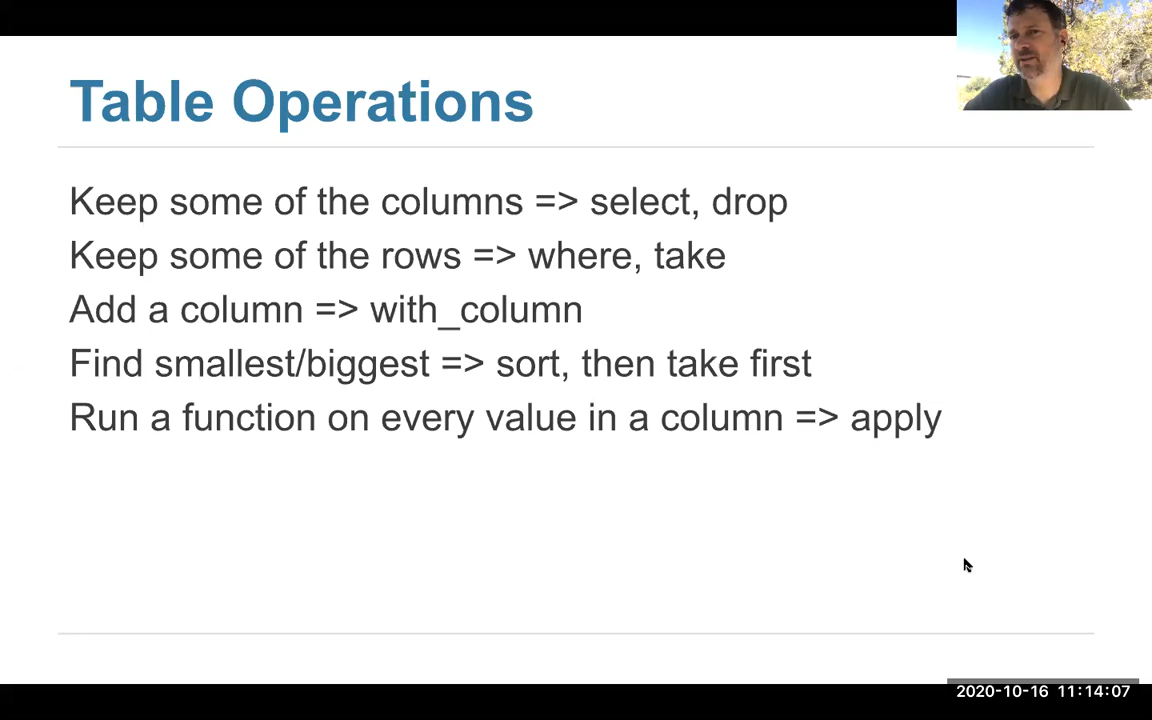 Table Operations
Keep some of the columns => select, drop
Keep some of the rows => where, take
Add a column => with_column
Find smallest/biggest => sort, then take first
Run a function on every value in a column => apply
2020-10-16 11:14:07